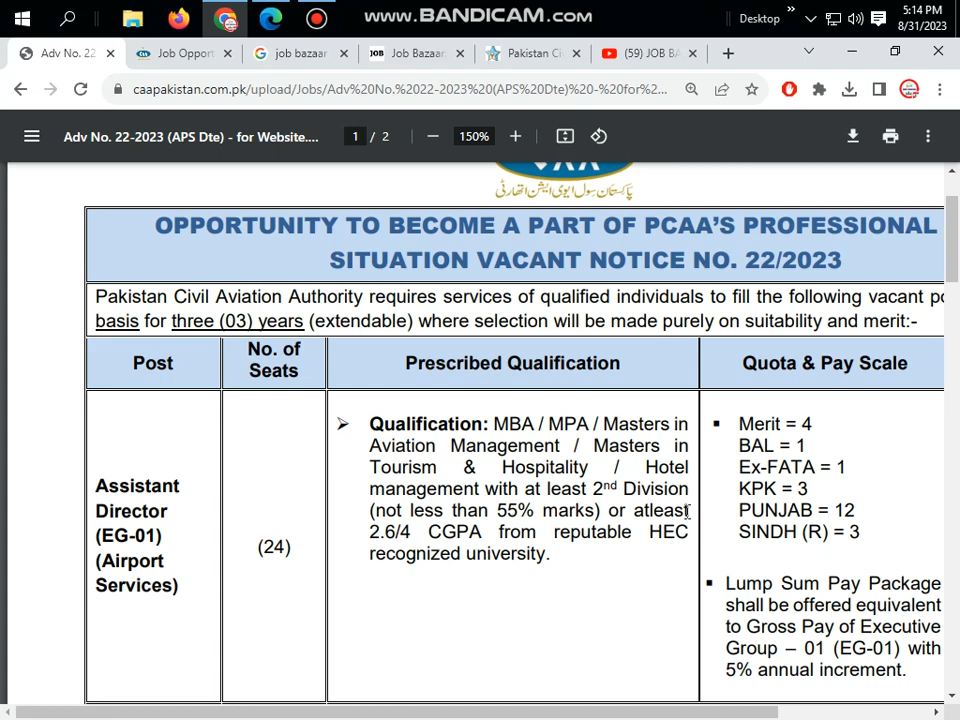 www.BANDICAM.com
Desktop
»
5:14 PM
8/31/2023
Adv No. 22
Job Opport
job bazaar
Job Bazaa
Pakistan Ci
(59) JOB BA
caapakistan.com.pk/upload/Jobs/Adv%20No.%2022-2023%20(APS%20Dte)%20-%20for%20We...
Adv No. 22-2023 (APS Dte) - for Website....
1 / 2
150%
پاکستان سول ایوی ایشن اتھارٹی
OPPORTUNITY TO BECOME A PART OF PCAA'S PROFESSIONAL
SITUATION VACANT NOTICE NO. 22/2023
Pakistan Civil Aviation Authority requires services of qualified individuals to fill the following vacant po
basis for three (03) years (extendable) where selection will be made purely on suitability and merit:-
Post
No. of
Seats
Prescribed Qualification
Quota & Pay Scale
Assistant
Director
(EG-01)
(Airport
Services)
(24)
➢ Qualification: MBA / MPA / Masters in
Aviation Management / Masters in
Tourism & Hospitality / Hotel
management with at least 2nd Division
(not less than 55% marks) or atleast
2.6/4 CGPA from reputable HEC
recognized university.
▪ Merit = 4
BAL = 1
Ex-FATA = 1
KPK = 3
PUNJAB = 12
SINDH (R) = 3
▪ Lump Sum Pay Package
shall be offered equivalent
to Gross Pay of Executive
Group – 01 (EG-01) with
5% annual increment.